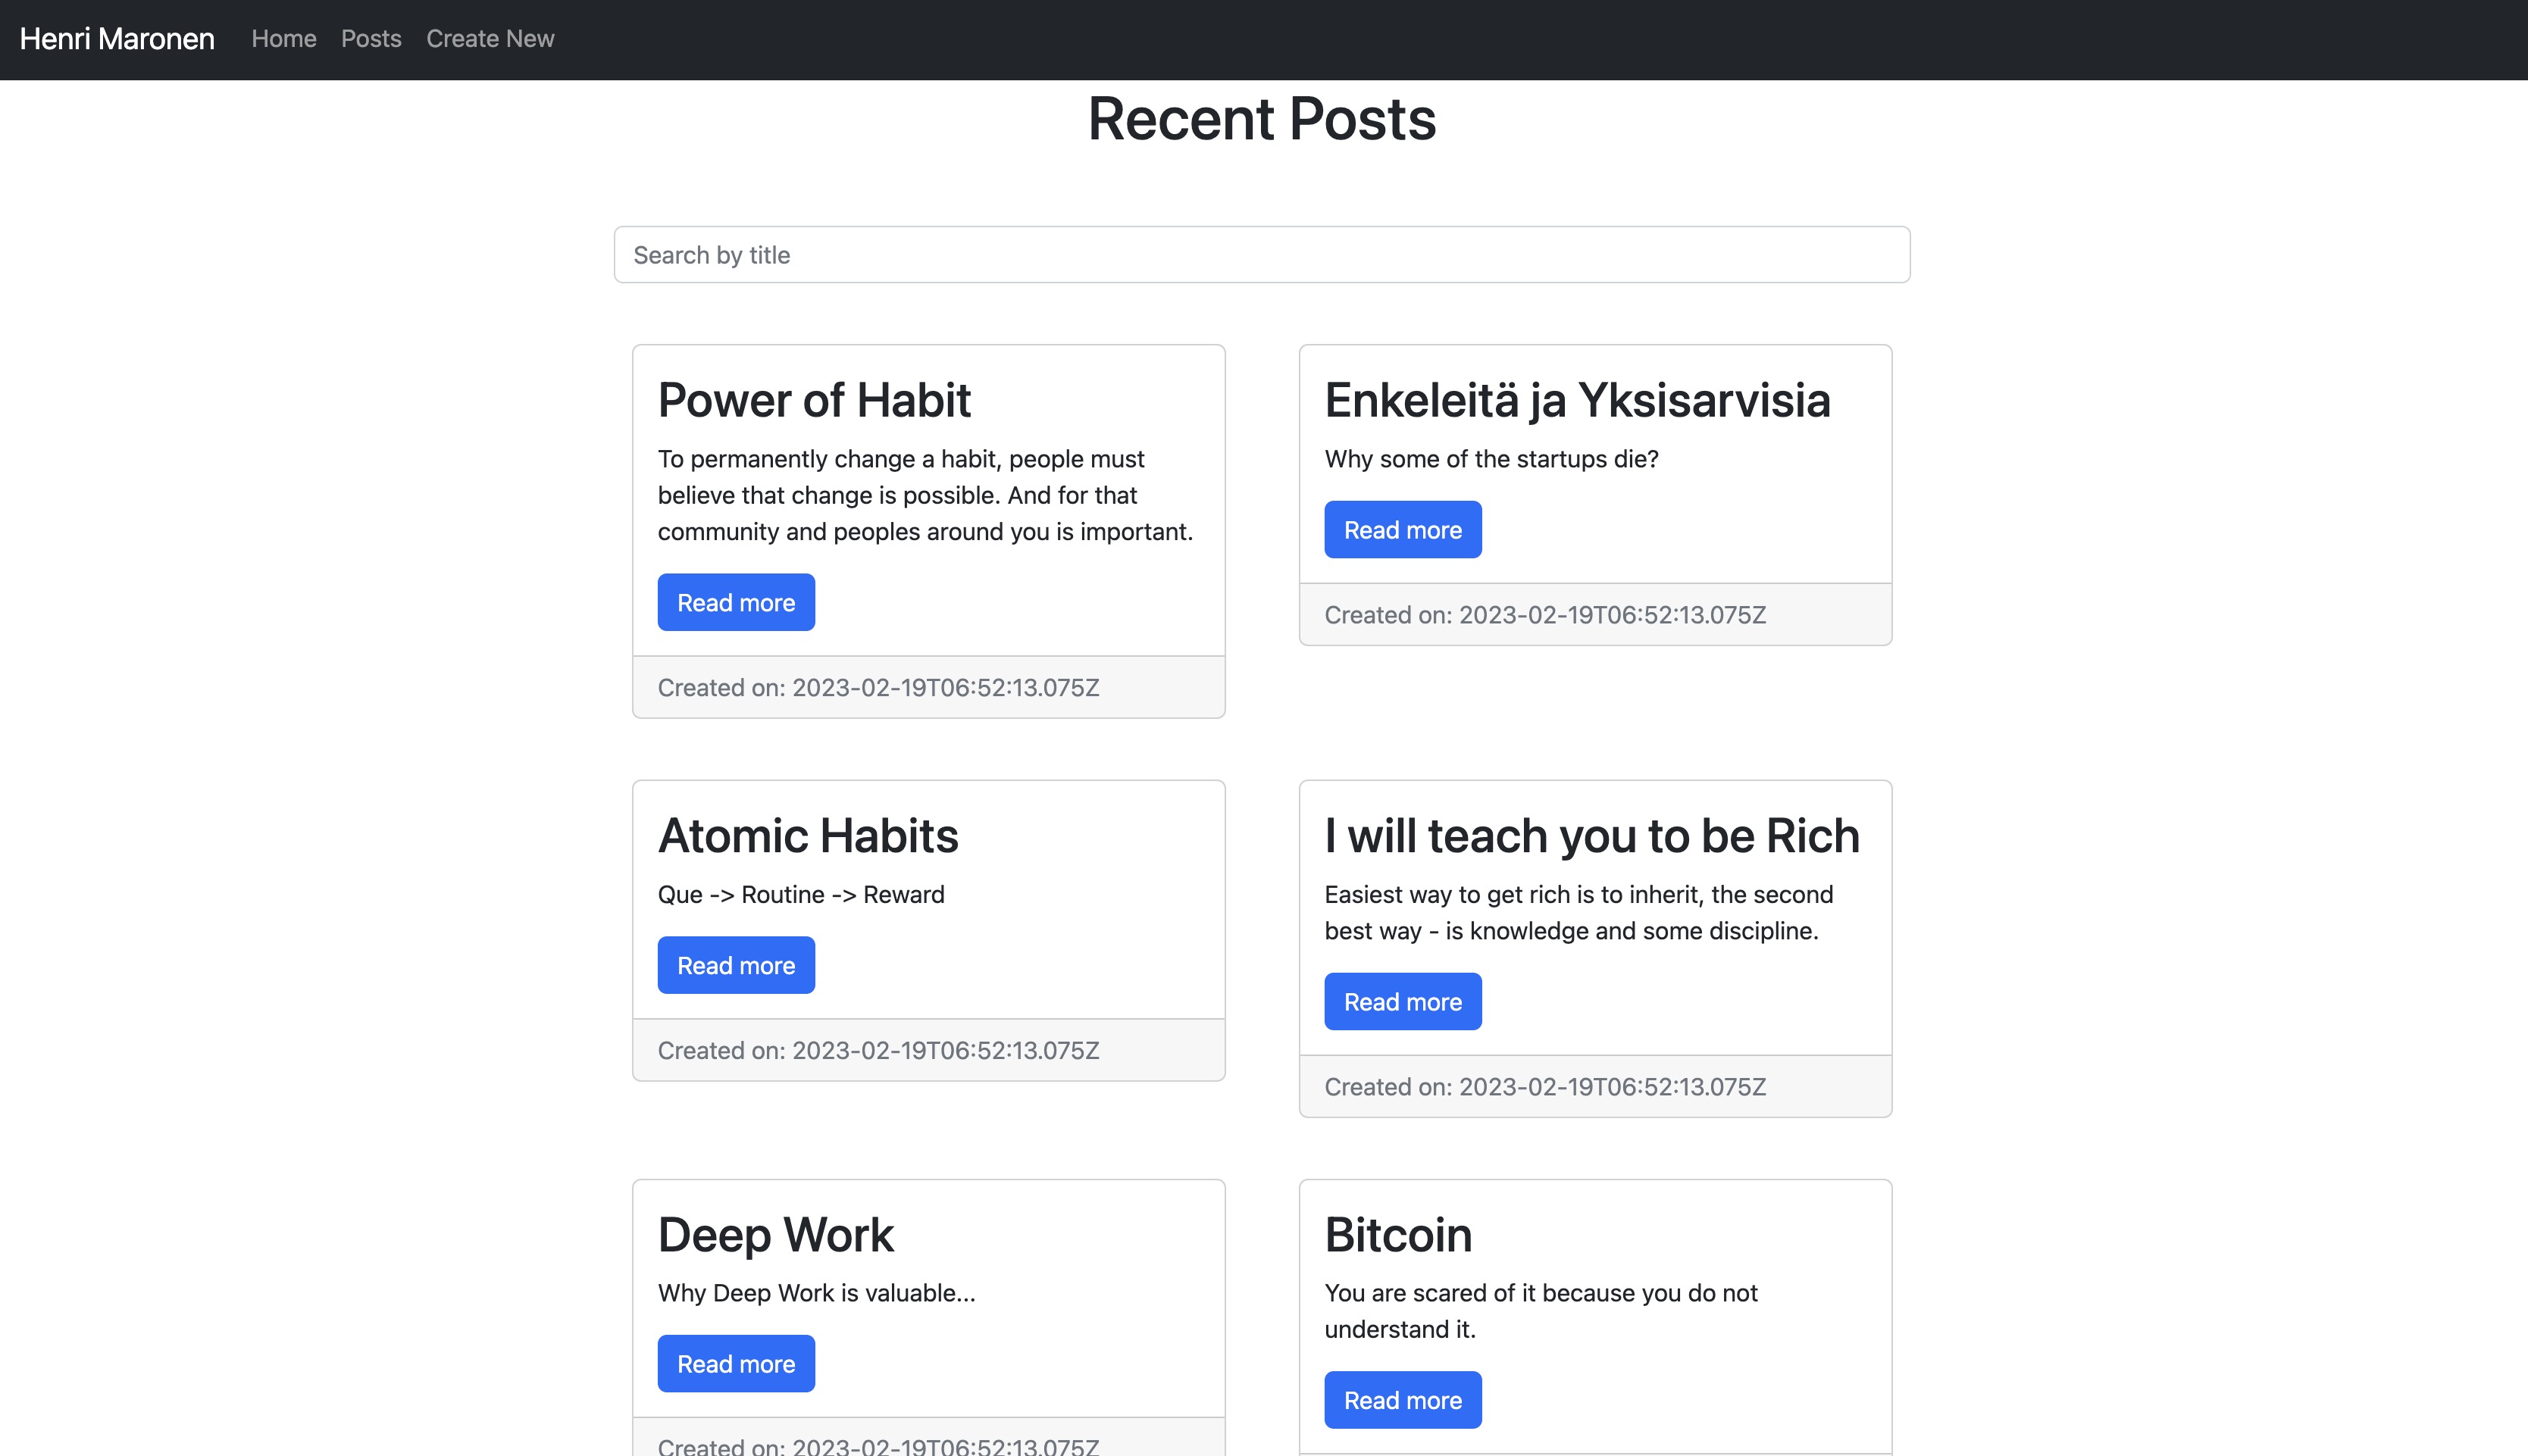 Henri Maronen Home Posts Create New
Recent Posts
Search by title
Power of Habit
To permanently change a habit, people must
believe that change is possible. And for that
community and peoples around you is important.
Read more
Created on: 2023-02-19T06:52:13.075Z
Enkeleitä ja Yksisarvisia
Why some of the startups die?
Read more
Created on: 2023-02-19T06:52:13.075Z
Atomic Habits
Que -> Routine -> Reward
Read more
Created on: 2023-02-19T06:52:13.075Z
I will teach you to be Rich
Easiest way to get rich is to inherit, the second
best way - is knowledge and some discipline.
Read more
Created on: 2023-02-19T06:52:13.075Z
Deep Work
Why Deep Work is valuable...
Read more
Created on: 2023-02-19T06:52:13.075Z
Bitcoin
You are scared of it because you do not
understand it.
Read more